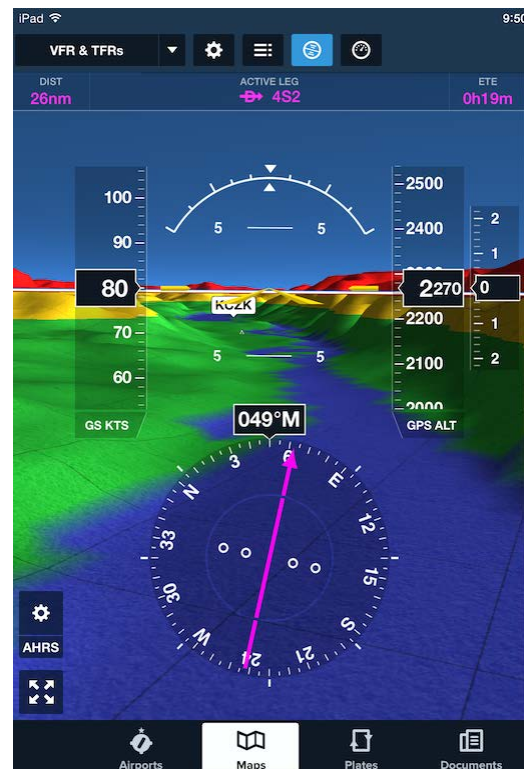 iPad 9:50
VFR & TFRs
DIST ACTIVE LEG ETE
26nm D 4S2 0h19m
2500
100 2400 2
5 5
90 1
80 2270 0
KCZK
70 2200 1
5 5
2100 2
60
2000
GS KTS GPS ALT
049°M
3 6 E 12 15 S 21 24 W 30 33 N
AHRS
Airports Maps Plates Documents